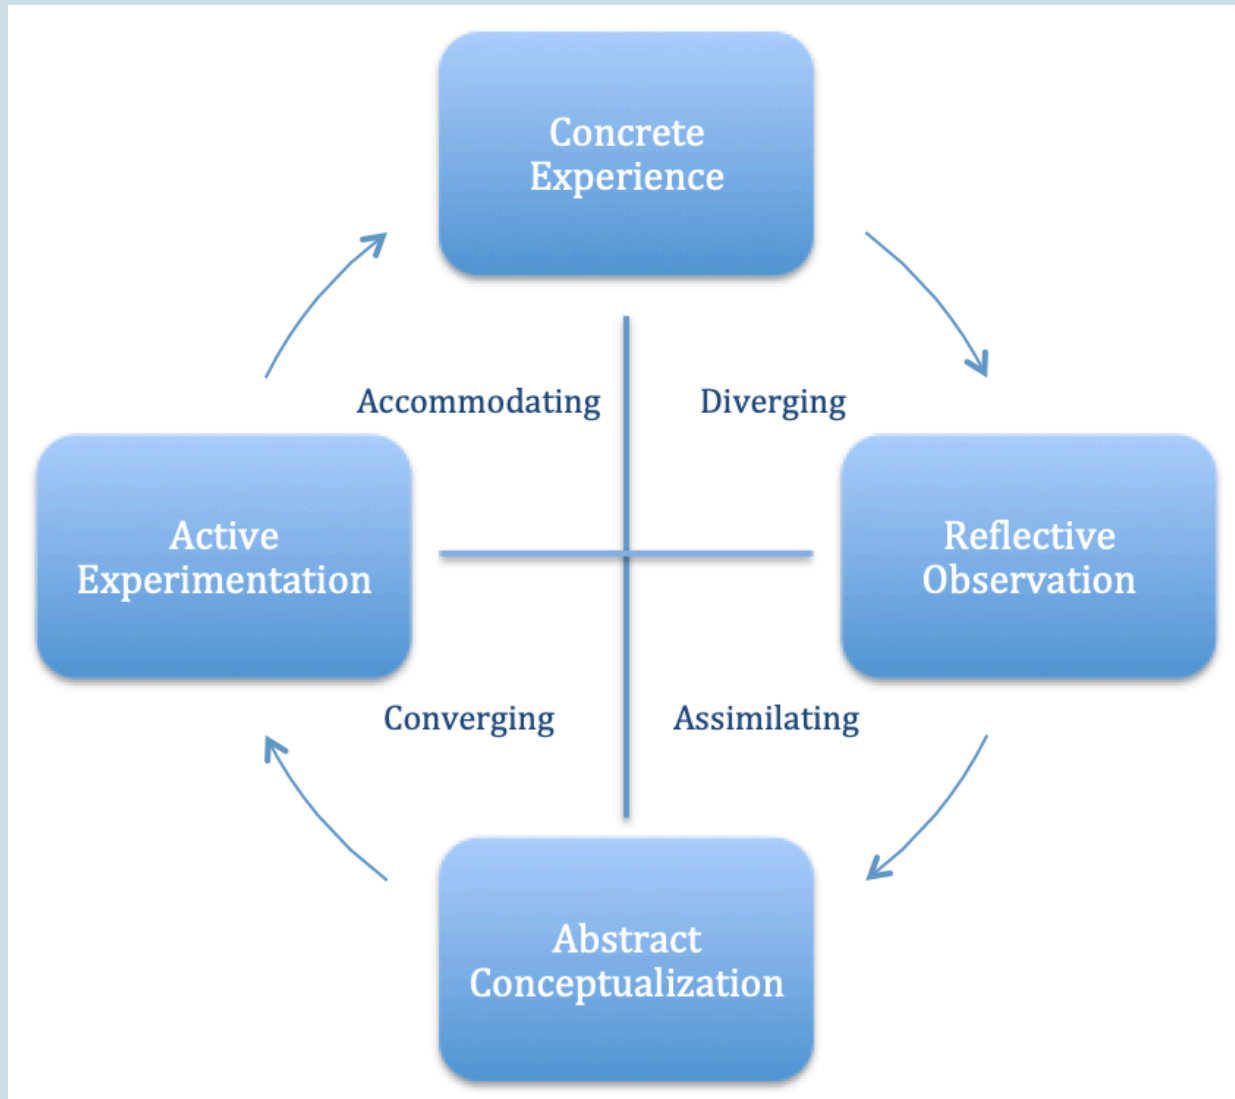 Concrete
Experience
Accommodating
Diverging
Active
Experimentation
Reflective
Observation
Converging
Assimilating
Abstract
Conceptualization